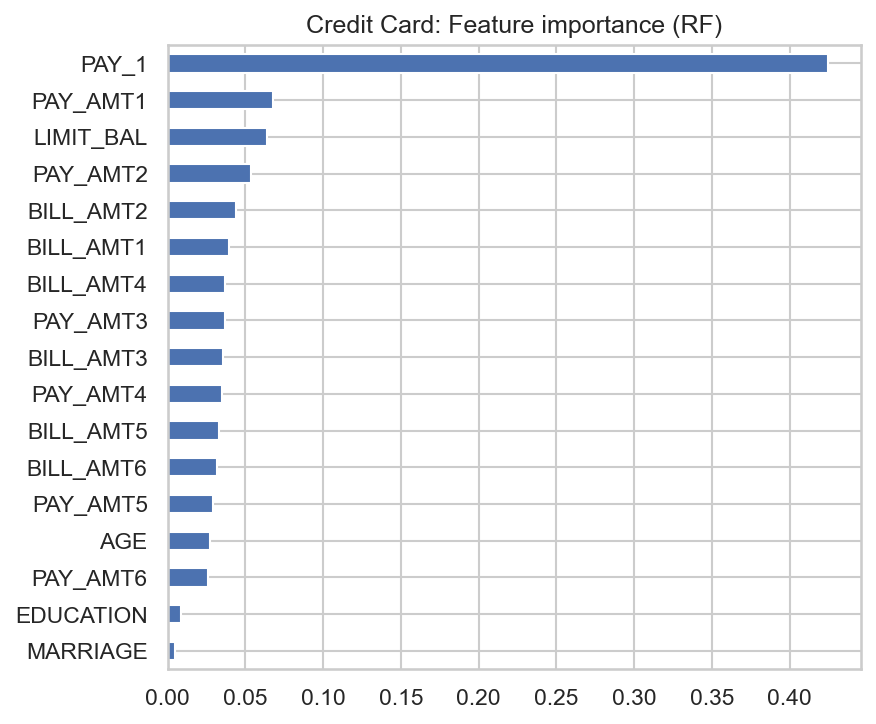 Credit Card: Feature importance (RF)
PAY_1
PAY_AMT1
LIMIT_BAL
PAY_AMT2
BILL_AMT2
BILL_AMT1
BILL_AMT4
PAY_AMT3
BILL_AMT3
PAY_AMT4
BILL_AMT5
BILL_AMT6
PAY_AMT5
AGE
PAY_AMT6
EDUCATION
MARRIAGE
0.00 0.05 0.10 0.15 0.20 0.25 0.30 0.35 0.40